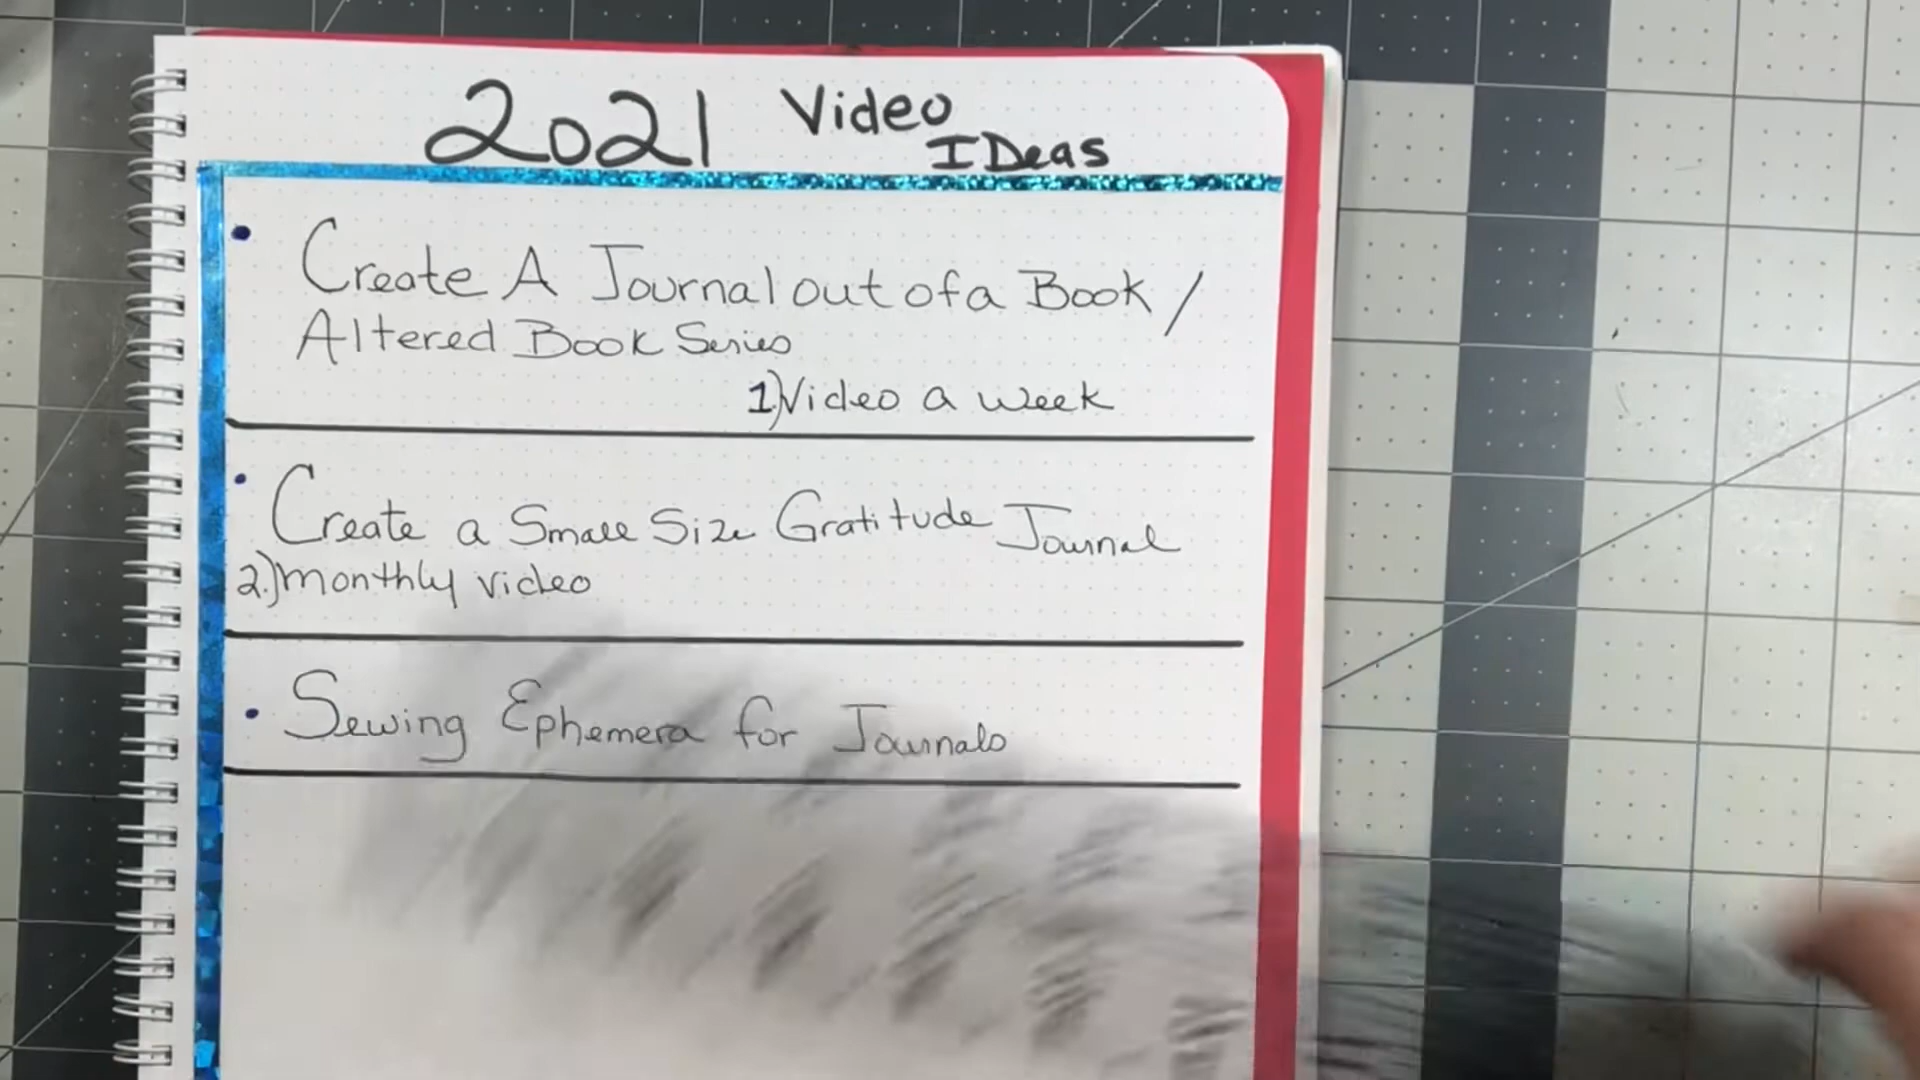 2021 Video
IDeas
• Create A Journal out of a Book /
Altered Book Series
1) Video a week
• Create a Small Size Gratitude Journal
2.) monthly video
• Sewing Ephemera for Journals